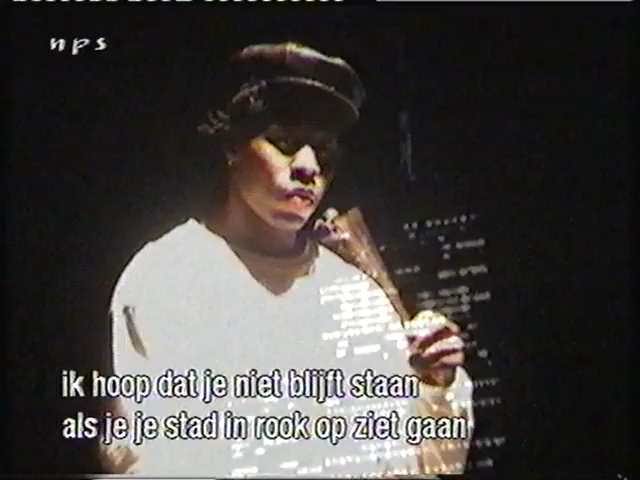 nps
ik hoop dat je niet blijft staan
als je je stad in rook op ziet gaan